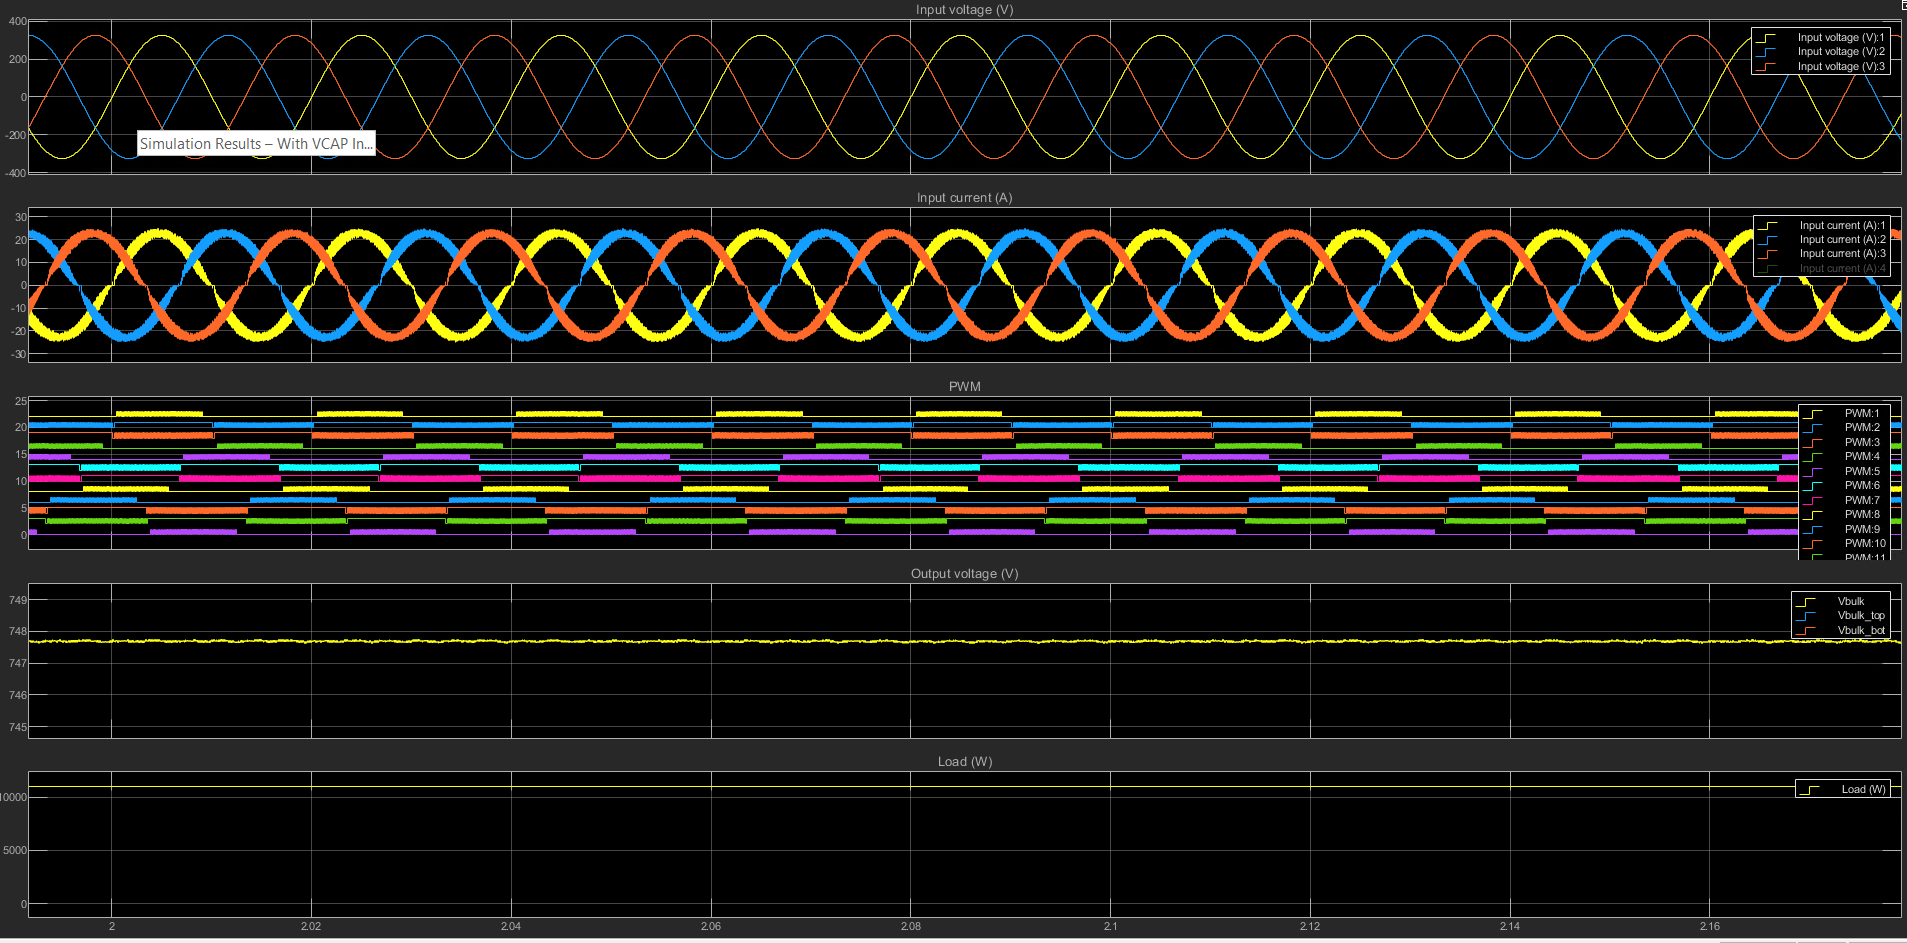 Input voltage (V)
400
200
0
-200
-400
Input voltage (V):1
Input voltage (V):2
Input voltage (V):3
Simulation Results – With VCAP In...
Input current (A)
30
20
10
0
-10
-20
-30
Input current (A):1
Input current (A):2
Input current (A):3
Input current (A):4
PWM
25
20
15
10
5
0
PWM:1
PWM:2
PWM:3
PWM:4
PWM:5
PWM:6
PWM:7
PWM:8
PWM:9
PWM:10
PWM:11
Output voltage (V)
749
748
747
746
745
Vbulk
Vbulk_top
Vbulk_bot
Load (W)
10000
5000
0
Load (W)
2 2.02 2.04 2.06 2.08 2.1 2.12 2.14 2.16